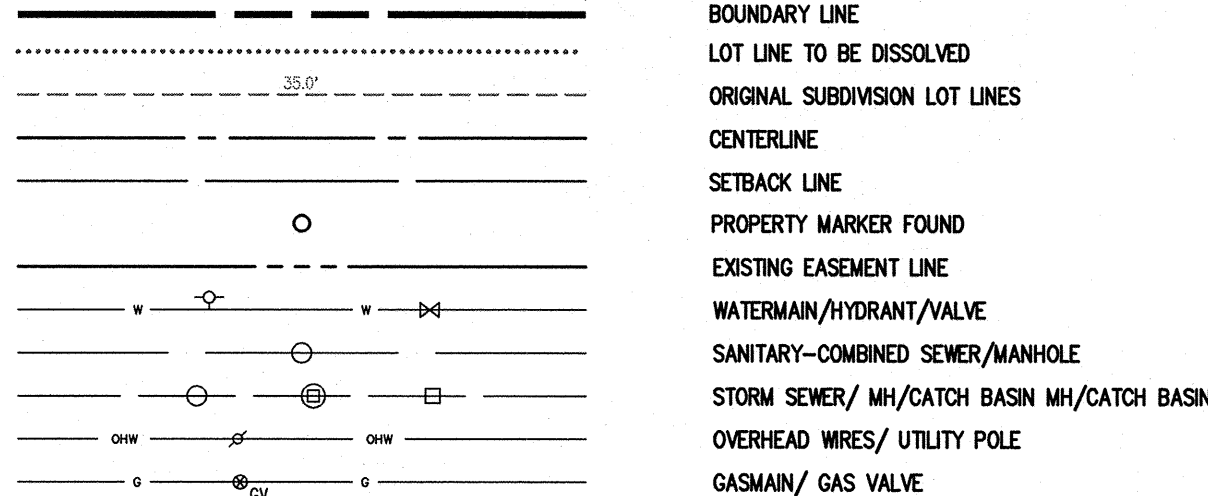 BOUNDARY LINE
LOT LINE TO BE DISSOLVED
35.0'
ORIGINAL SUBDIVISION LOT LINES
CENTERLINE
SETBACK LINE
PROPERTY MARKER FOUND
EXISTING EASEMENT LINE
W W WATERMAIN/HYDRANT/VALVE
SANITARY-COMBINED SEWER/MANHOLE
STORM SEWER/ MH/CATCH BASIN MH/CATCH BASIN
OHW OHW OVERHEAD WIRES/ UTILITY POLE
G G GASMAIN/ GAS VALVE
GV